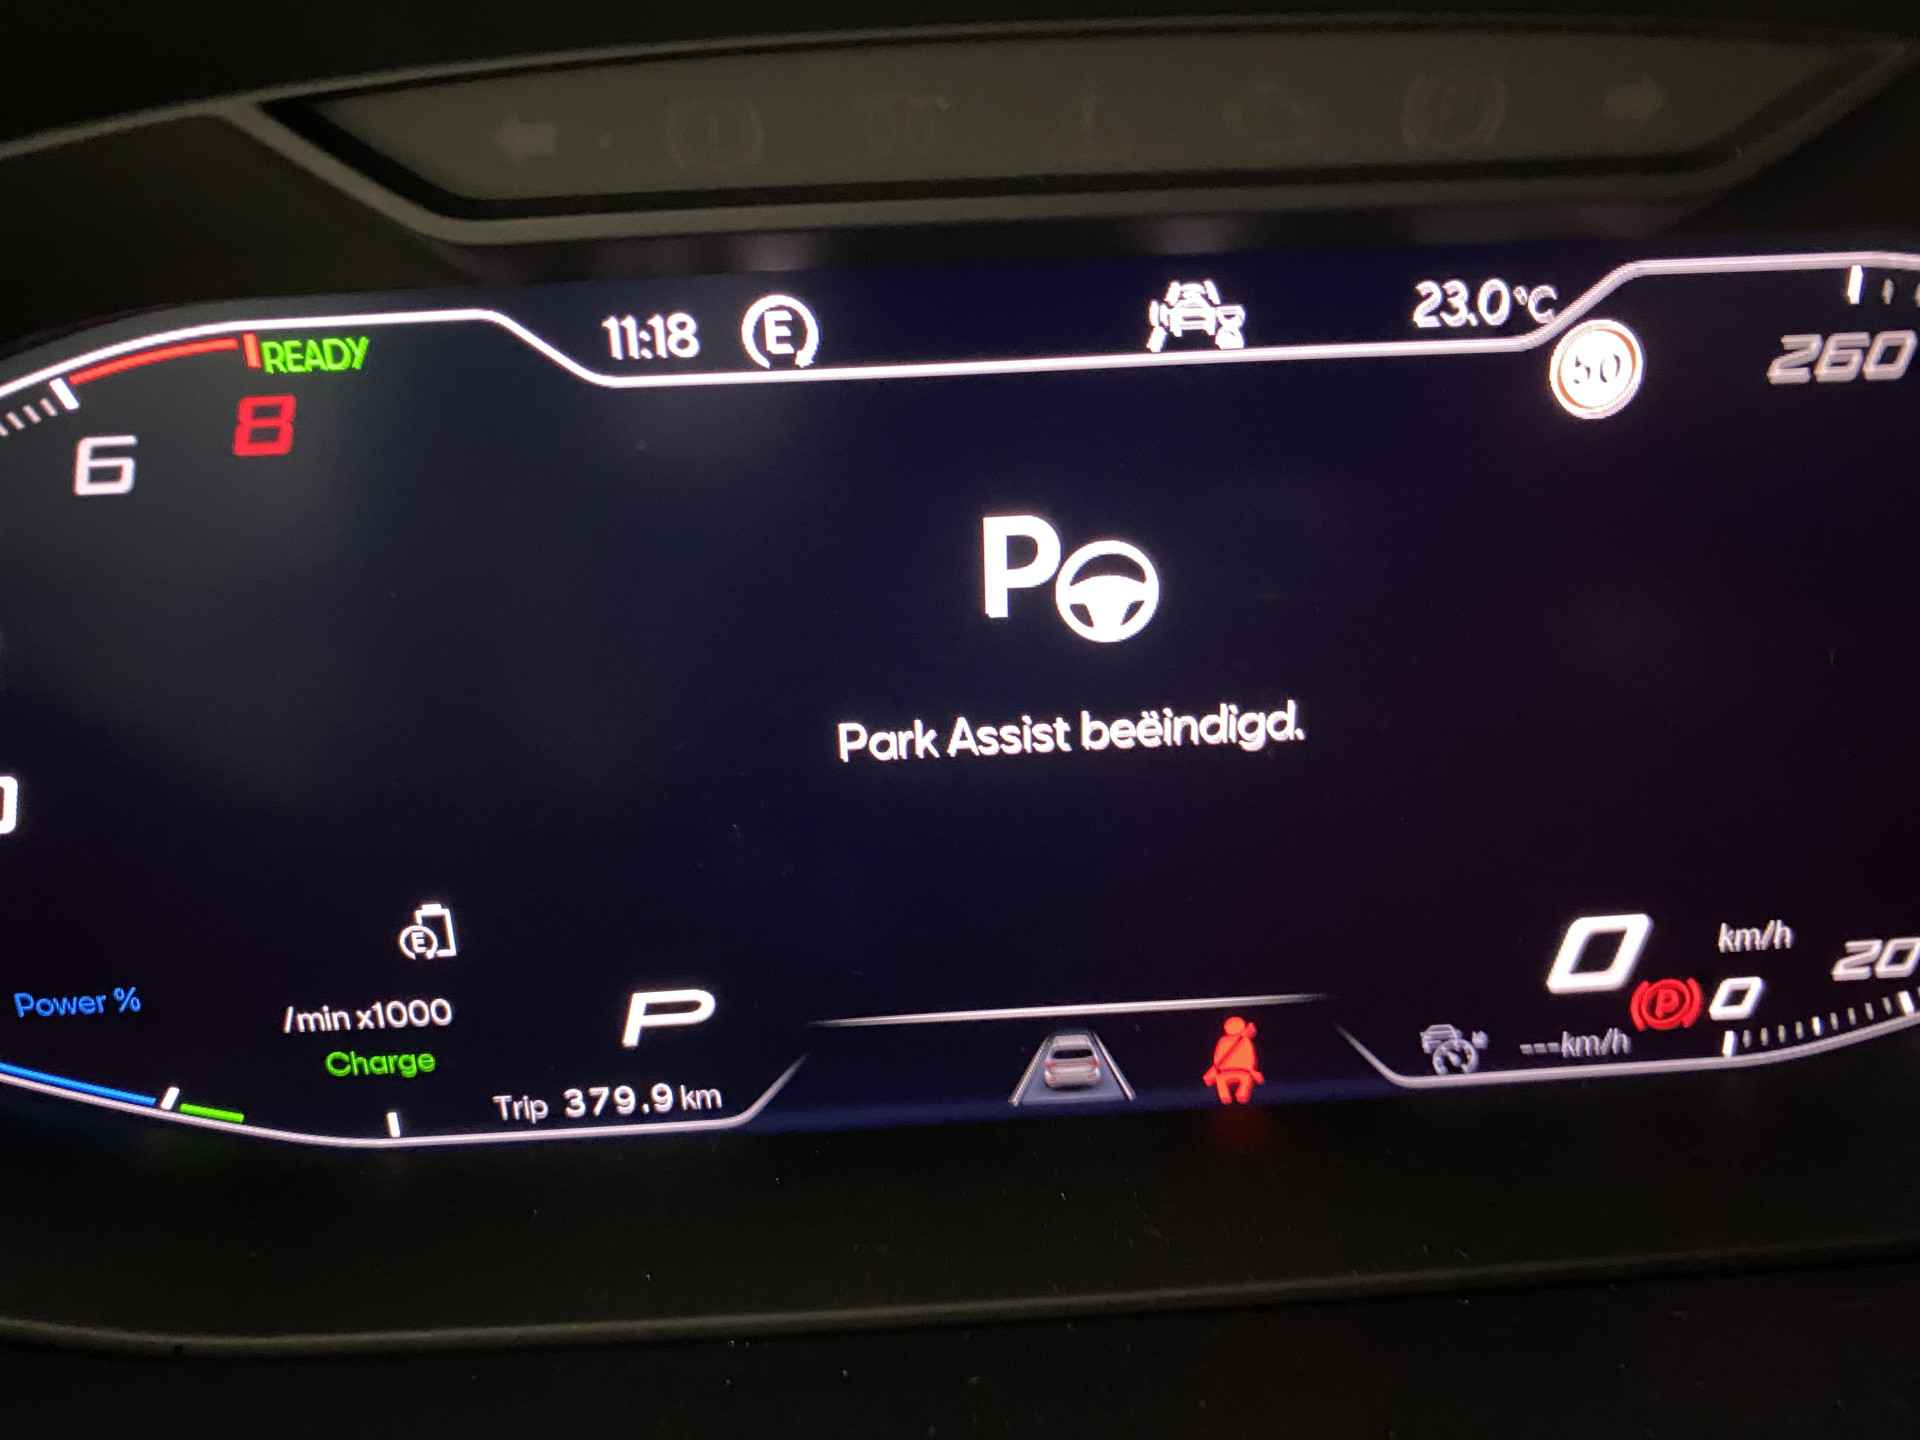 11:18 E 23.0°C
READY
50
260
6
8
P
Park Assist beëindigd.
E
0 km/h
20
Power %
/min x1000
P
P
0
---km/h
Charge
Trip 379.9 km